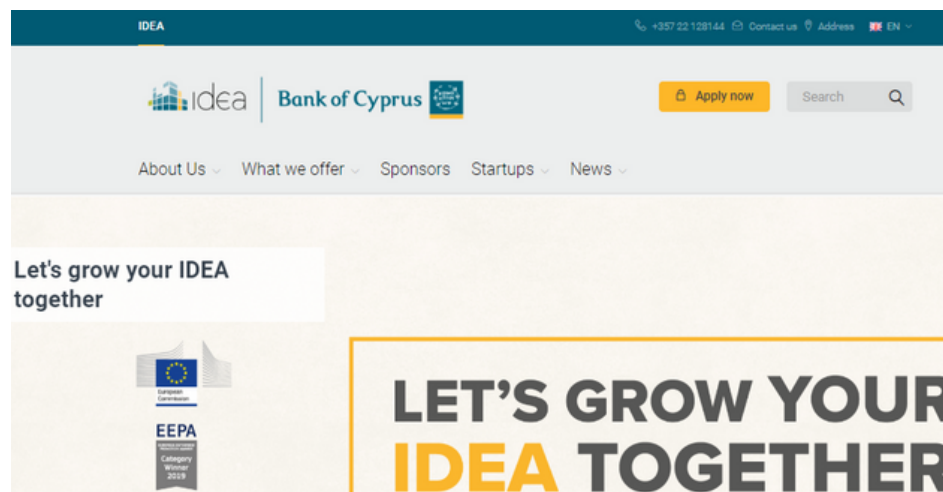 IDEA +357 22 128144 Contact us Address EN
idea Bank of Cyprus
Apply now Search
About Us What we offer Sponsors Startups News
Let's grow your IDEA
together
European
Commission
EEPA
Category
Winner
2019
LET'S GROW YOUR
IDEA TOGETHER